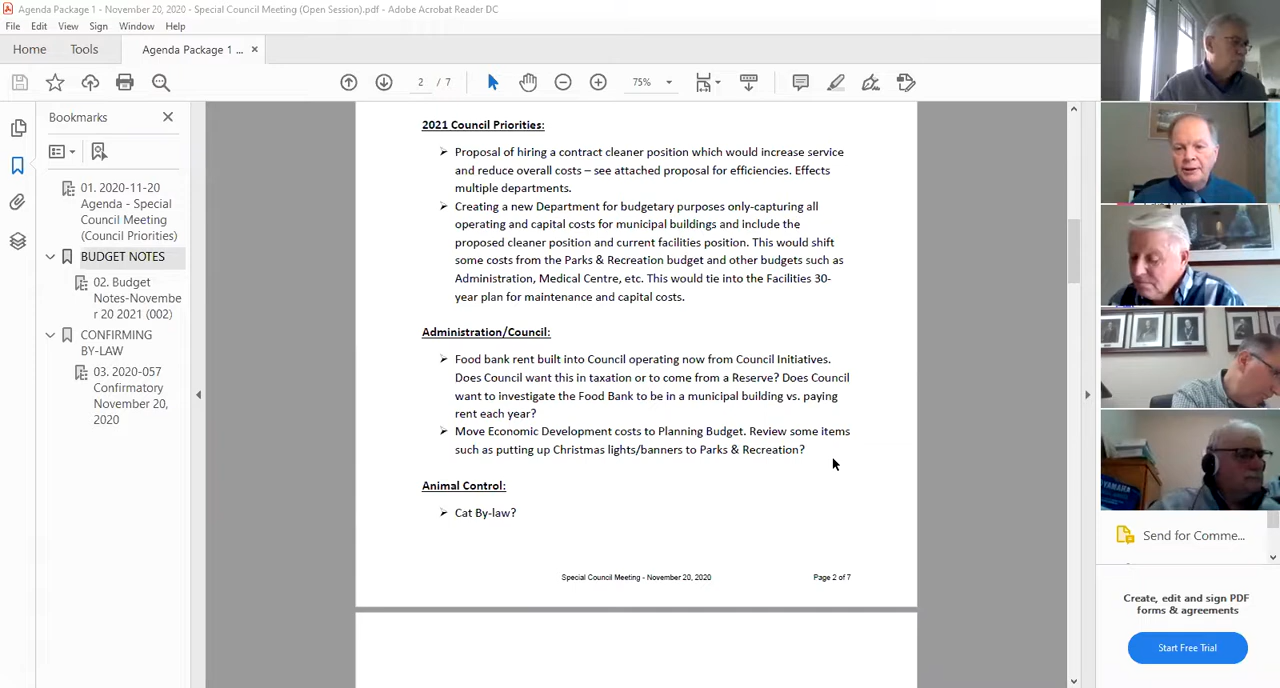 Agenda Package 1 - November 20, 2020 - Special Council Meeting (Open Session).pdf - Adobe Acrobat Reader DC
File Edit View Sign Window Help
Home Tools Agenda Package 1 ... ×
2 / 7 75%
Bookmarks
01. 2020-11-20
Agenda - Special
Council Meeting
(Council Priorities)
BUDGET NOTES
02. Budget
Notes-Novembe
r 20 2021 (002)
CONFIRMING
BY-LAW
03. 2020-057
Confirmatory
November 20,
2020
2021 Council Priorities:
➢ Proposal of hiring a contract cleaner position which would increase service
and reduce overall costs – see attached proposal for efficiencies. Effects
multiple departments.
➢ Creating a new Department for budgetary purposes only-capturing all
operating and capital costs for municipal buildings and include the
proposed cleaner position and current facilities position. This would shift
some costs from the Parks & Recreation budget and other budgets such as
Administration, Medical Centre, etc. This would tie into the Facilities 30-
year plan for maintenance and capital costs.
Administration/Council:
➢ Food bank rent built into Council operating now from Council Initiatives.
Does Council want this in taxation or to come from a Reserve? Does Council
want to investigate the Food Bank to be in a municipal building vs. paying
rent each year?
➢ Move Economic Development costs to Planning Budget. Review some items
such as putting up Christmas lights/banners to Parks & Recreation?
Animal Control:
➢ Cat By-law?
Special Council Meeting - November 20, 2020 Page 2 of 7
YAMAHA
Send for Comme...
Create, edit and sign PDF
forms & agreements
Start Free Trial